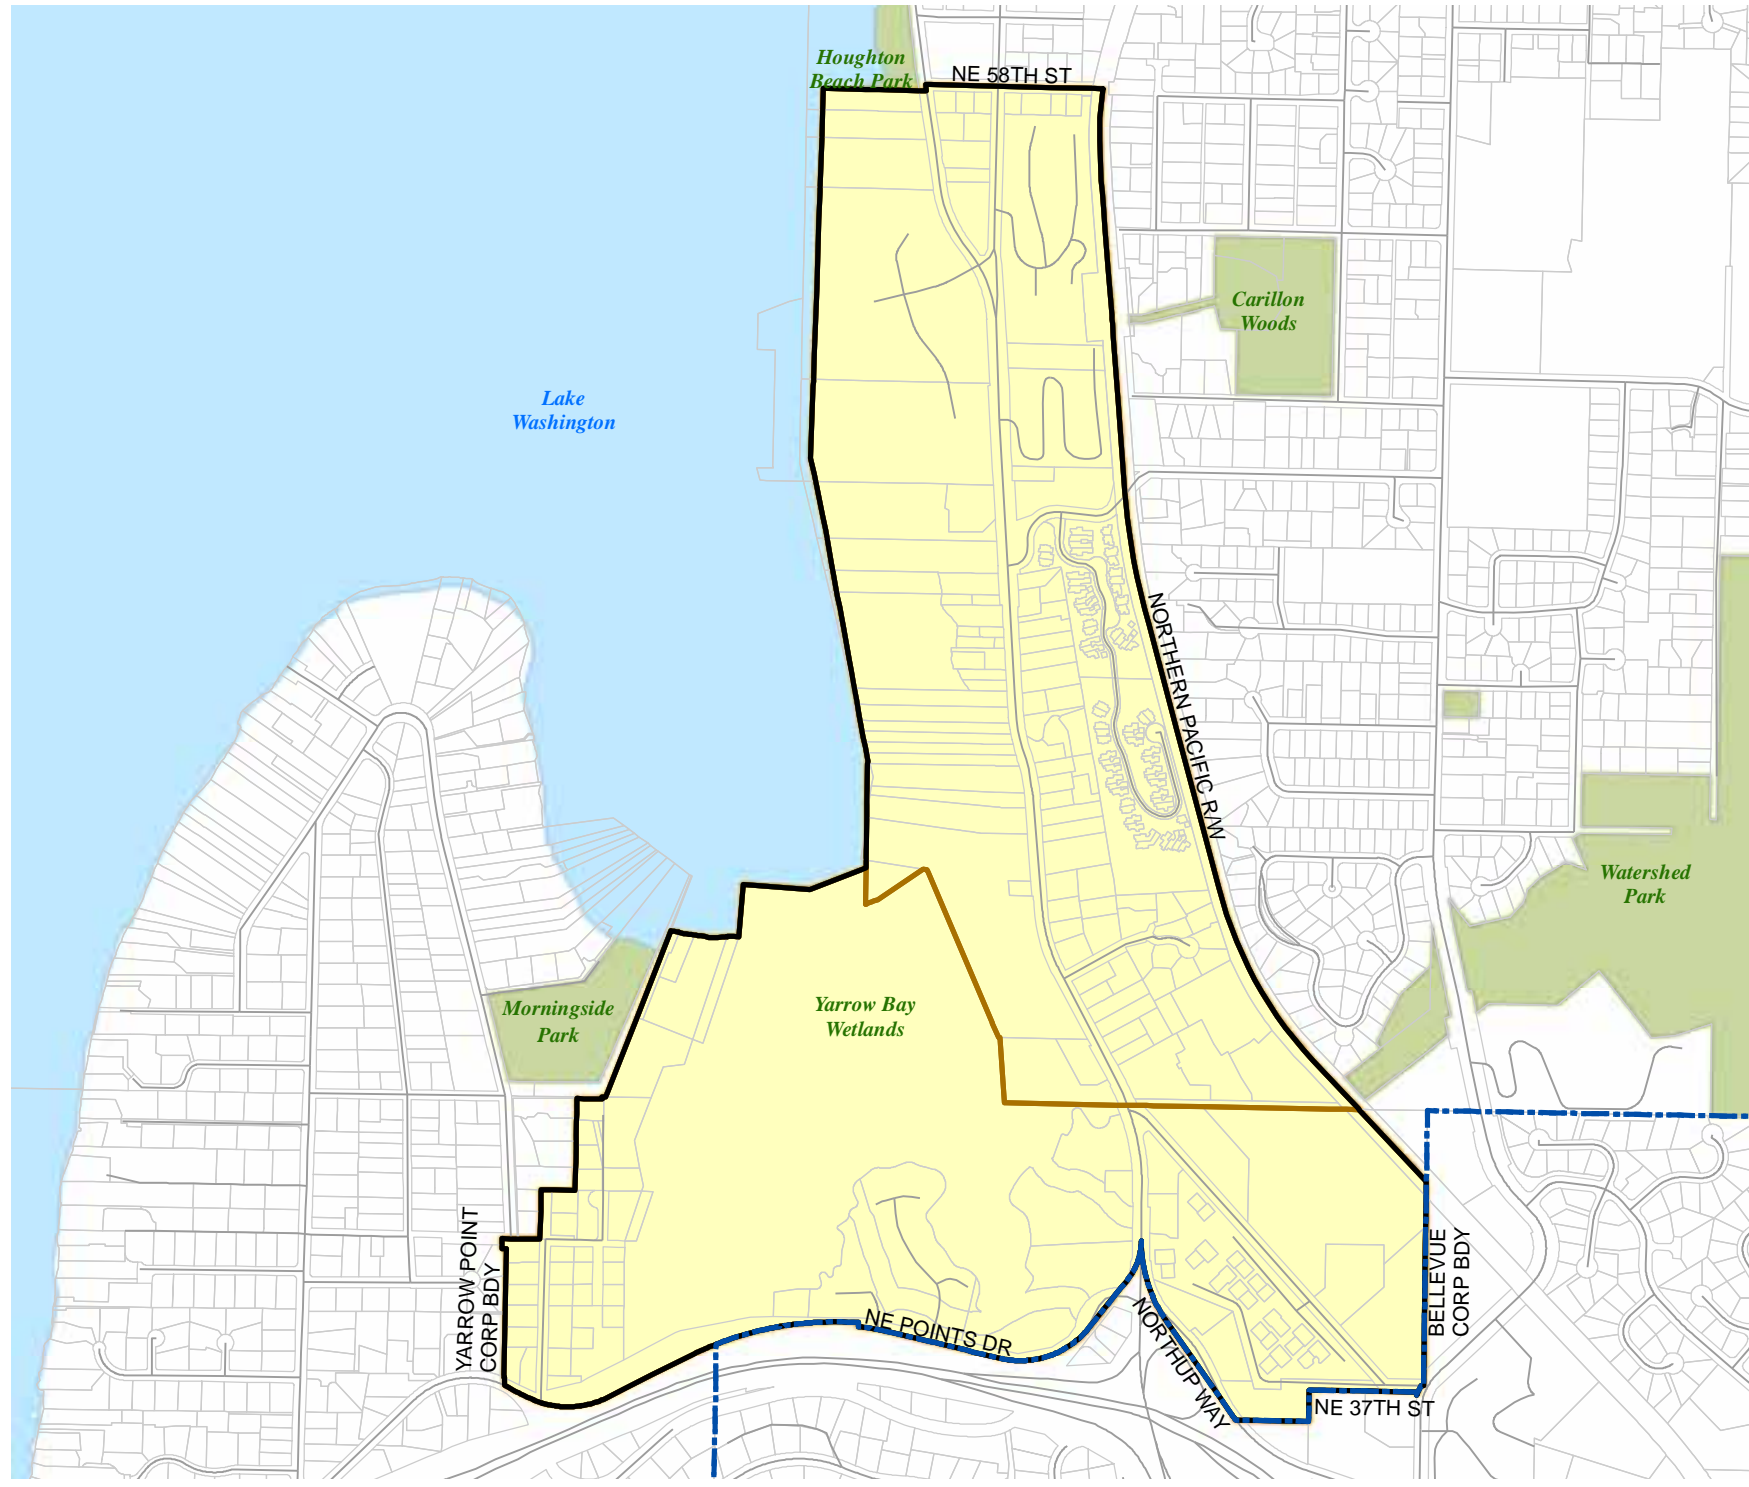 Houghton
Beach Park
NE 58TH ST
Carillon
Woods
Lake
Washington
NORTHERN PACIFIC R/W
Watershed
Park
Morningside
Park
Yarrow Bay
Wetlands
YARROW POINT
CORP BDY
NE POINTS DR
NORTHUP WAY
BELLEVUE
CORP BDY
NE 37TH ST